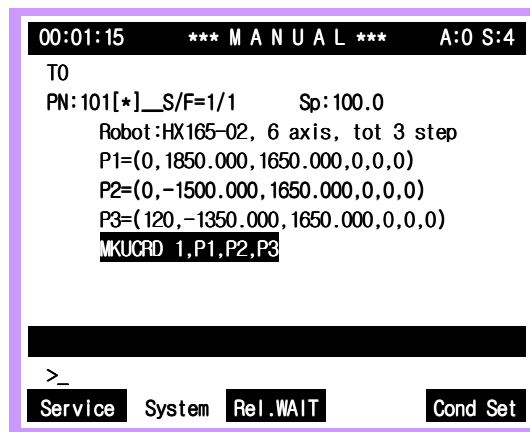 00:01:15 *** M A N U A L *** A:0 S:4
T0
PN:101[*]__S/F=1/1 Sp:100.0
Robot:HX165-02, 6 axis, tot 3 step
P1=(0,1850.000,1650.000,0,0,0)
P2=(0,-1500.000,1650.000,0,0,0)
P3=(120,-1350.000,1650.000,0,0,0)
MKUCRD 1,P1,P2,P3
>_
Service System Rel.WAIT Cond Set